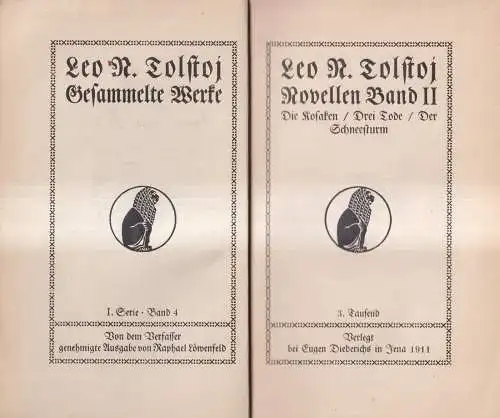 Leo N. Tolstoj
Gesammelte Werke
I. Serie · Band 4
Von dem Verfasser
genehmigte Ausgabe von Raphael Löwenfeld
Leo N. Tolstoj
Novellen Band II
Die Kosaken / Drei Tode / Der
Schneesturm
3. Tausend
Verlegt
bei Eugen Diederichs in Jena 1911